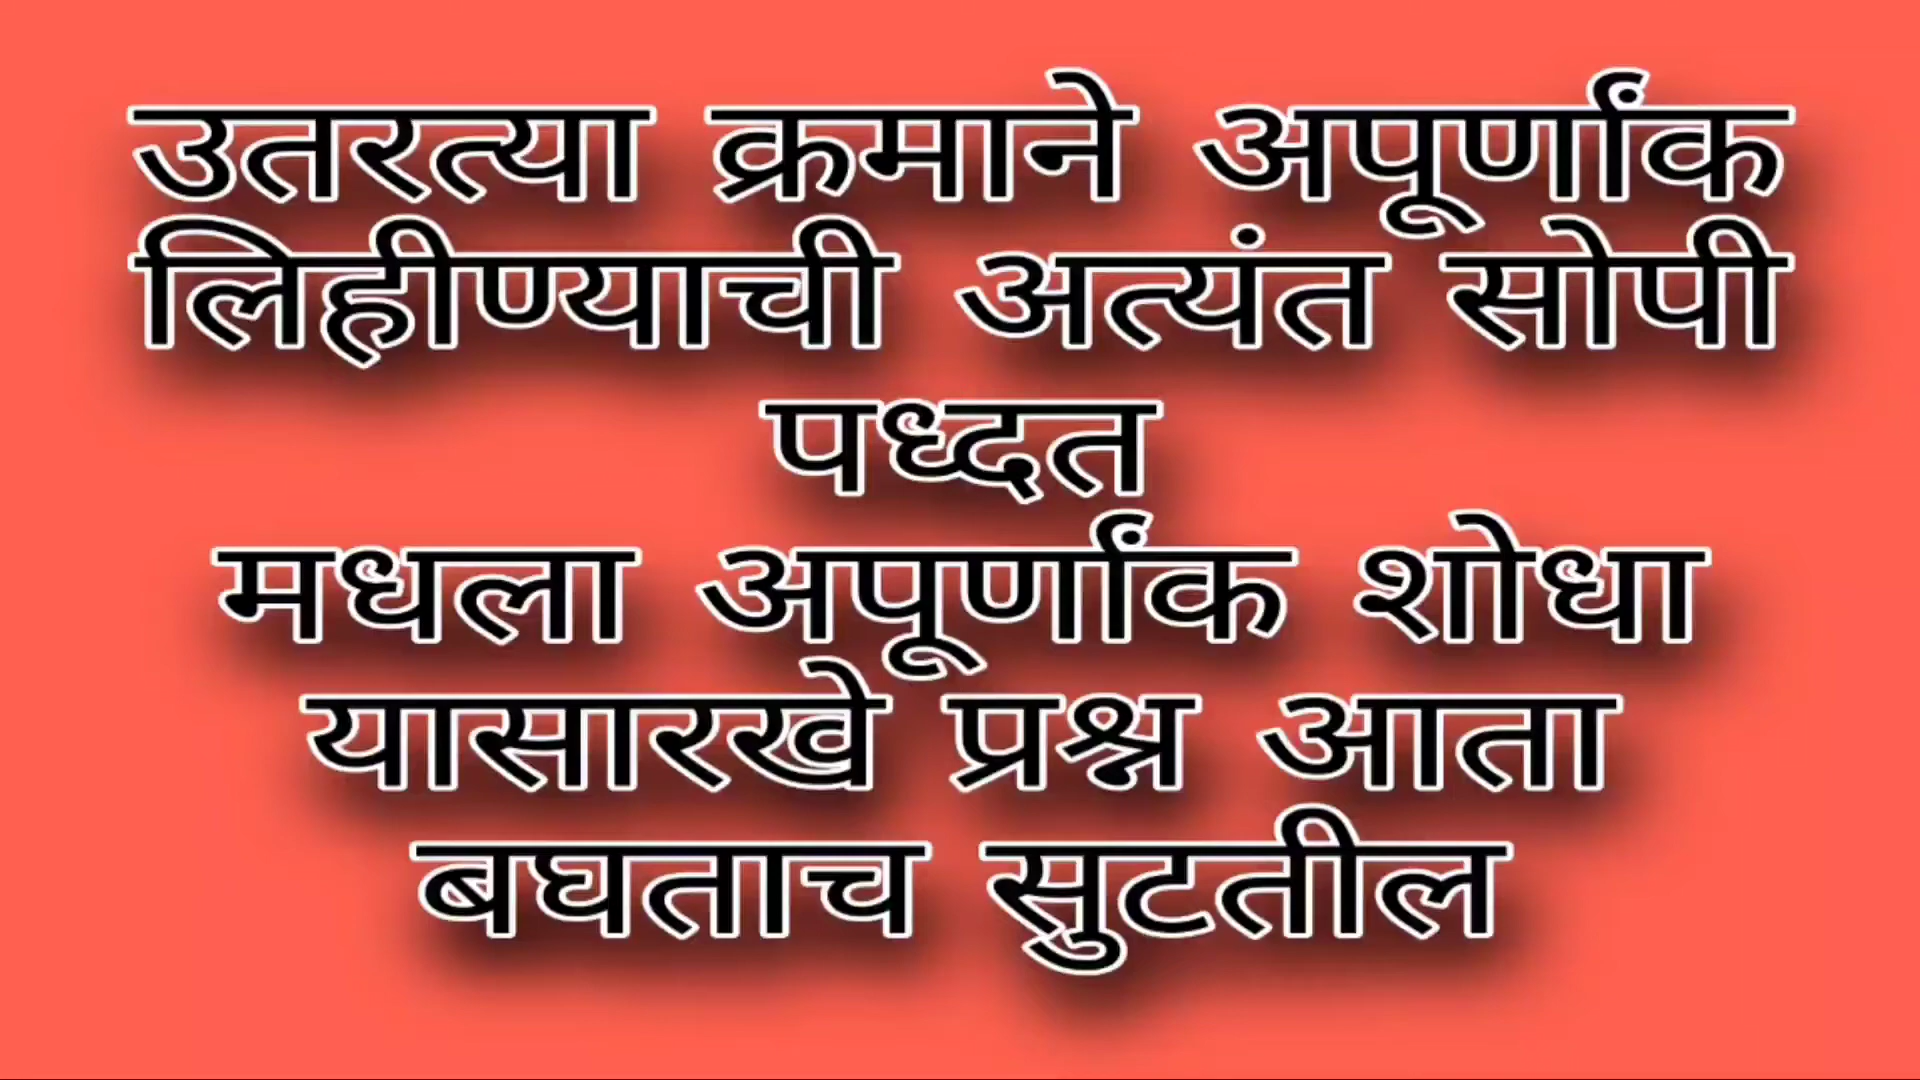 उतरत्या क्रमाने अपूर्णांक
लिहीण्याची अत्यंत सोपी
पध्दत
मधला अपूर्णांक शोधा
यासारखे प्रश्न आता
बघताच सुटतील